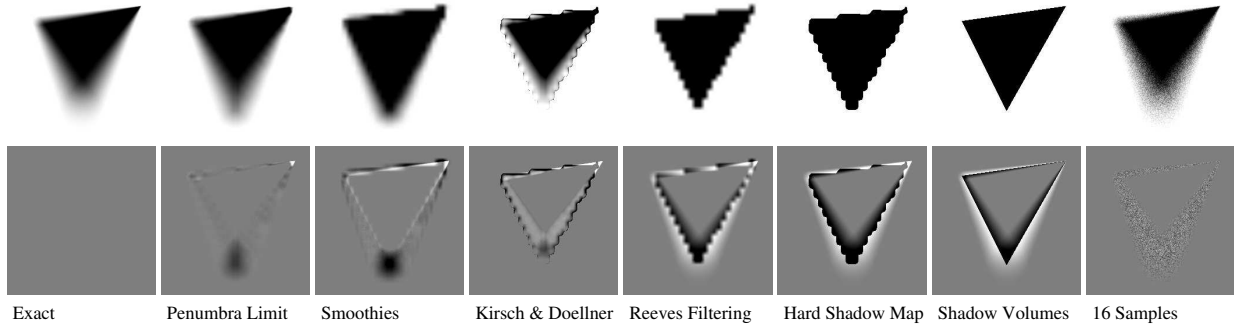 Exact Penumbra Limit Smoothies Kirsch & Doellner Reeves Filtering Hard Shadow Map Shadow Volumes 16 Samples